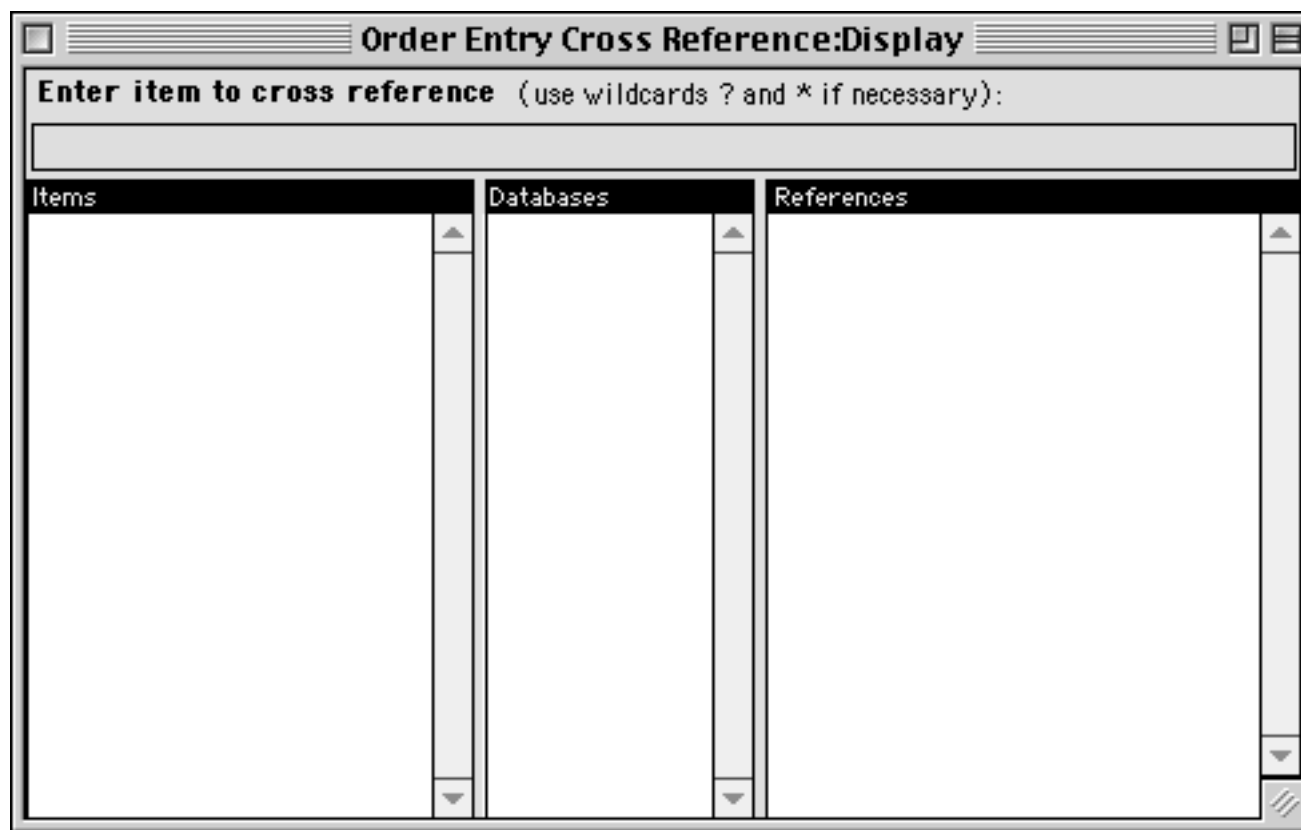 Order Entry Cross Reference:Display
Enter item to cross reference (use wildcards ? and * if necessary):
Items Databases References